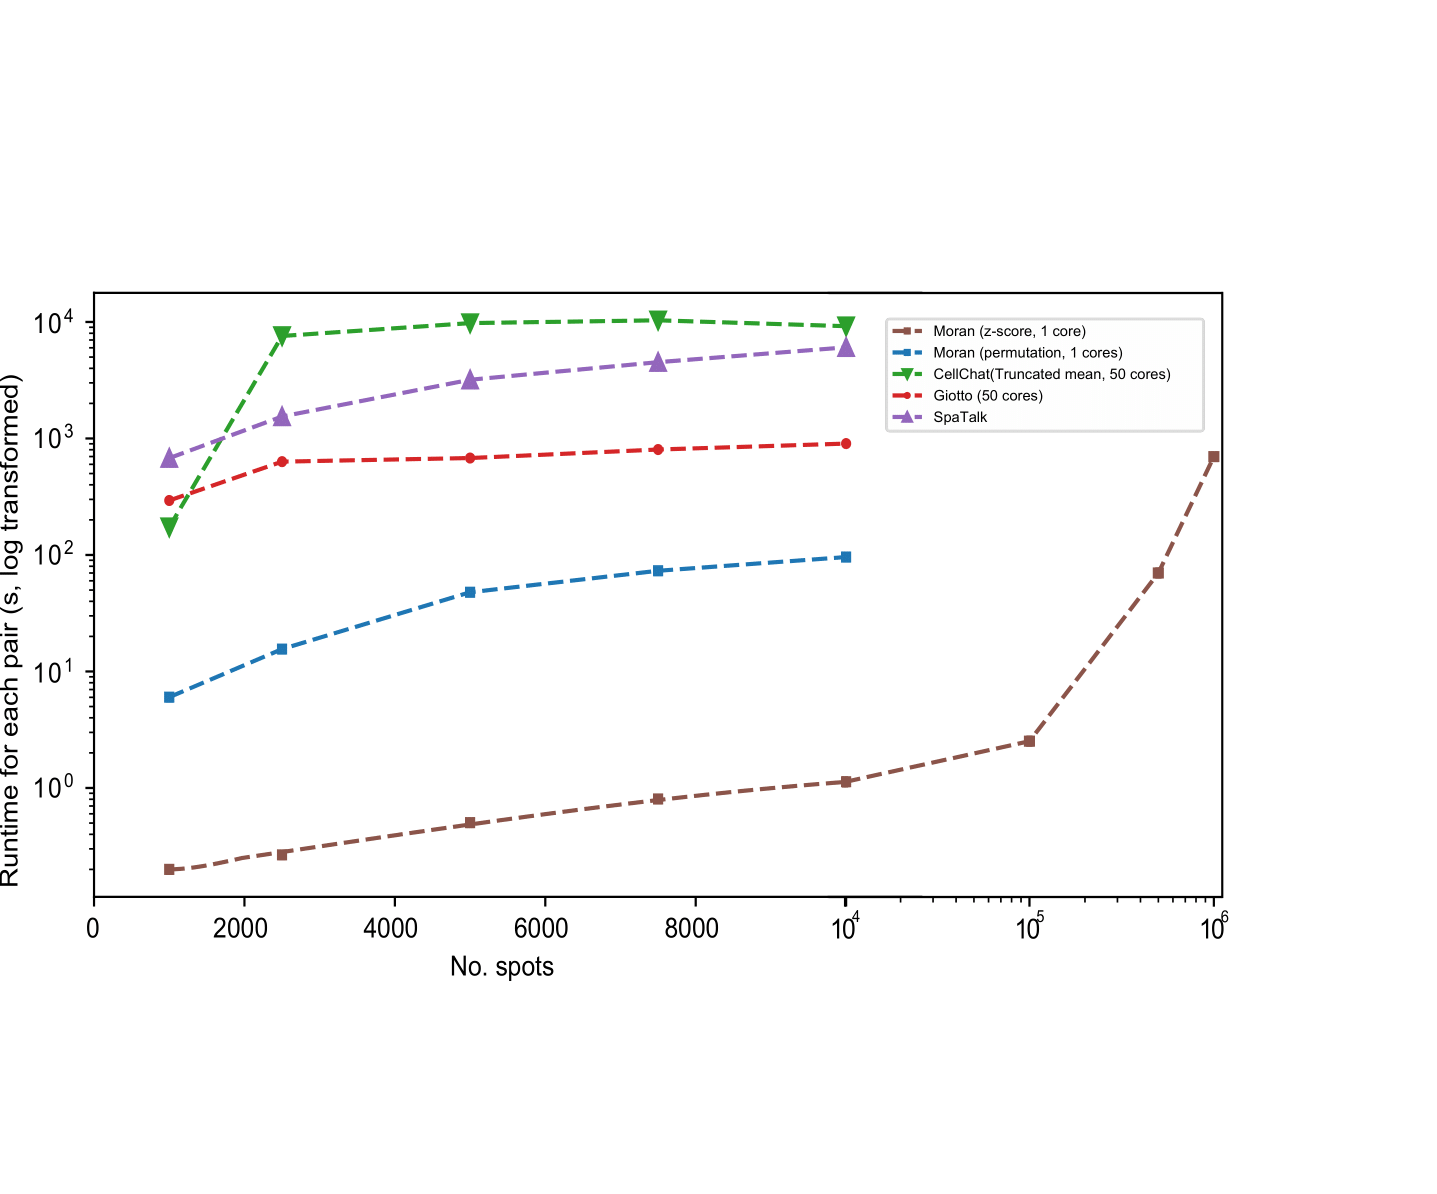 Runtime for each pair (s, log transformed)
10^4
10^3
10^2
10^1
10^0
Moran (z-score, 1 core)
Moran (permutation, 1 cores)
CellChat(Truncated mean, 50 cores)
Giotto (50 cores)
SpaTalk
0 2000 4000 6000 8000 10^4 10^5 10^6
No. spots